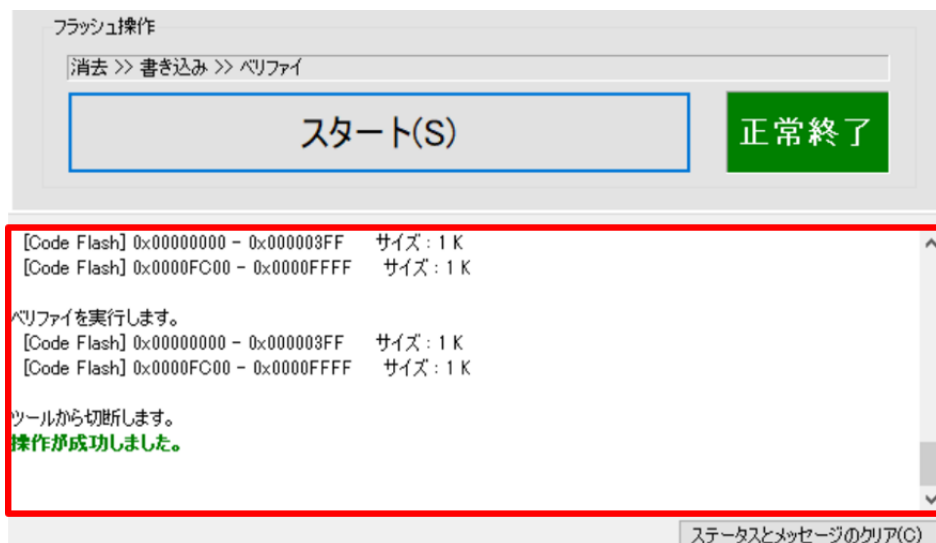 フラッシュ操作
消去 >> 書き込み >> ベリファイ
スタート(S)
正常終了
[Code Flash] 0x00000000 - 0x000003FF サイズ : 1 K
[Code Flash] 0x0000FC00 - 0x0000FFFF サイズ : 1 K
ベリファイを実行します。
[Code Flash] 0x00000000 - 0x000003FF サイズ : 1 K
[Code Flash] 0x0000FC00 - 0x0000FFFF サイズ : 1 K
ツールから切断します。
操作が成功しました。
ステータスとメッセージのクリア(C)